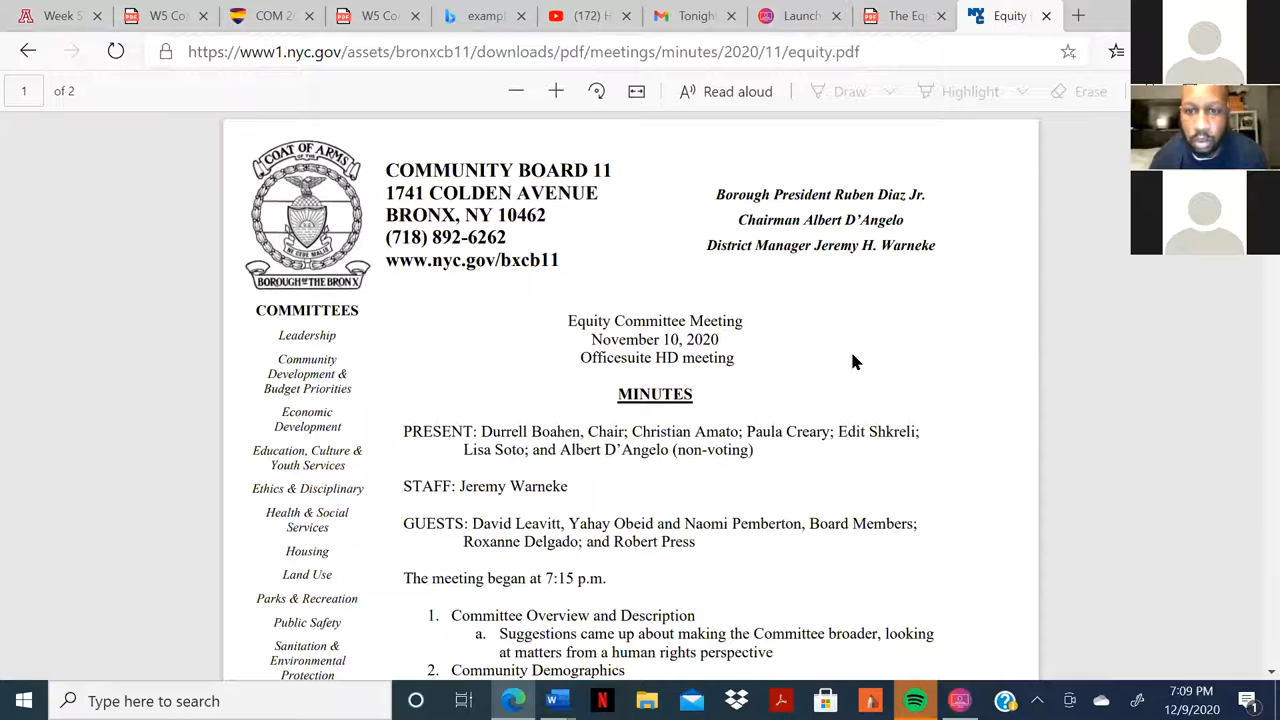 Week 5
W5 Co
COT 2
W5 Co
exampl
(172)
Tonigh
Launch
The Eq
Equity
https://www1.nyc.gov/assets/bronxcb11/downloads/pdf/meetings/minutes/2020/11/equity.pdf
1 of 2
Read aloud
Draw
Highlight
Erase
COAT OF ARMS
BOROUGH OF THE BRONX
COMMUNITY BOARD 11
1741 COLDEN AVENUE
BRONX, NY 10462
(718) 892-6262
www.nyc.gov/bxcb11
Borough President Ruben Diaz Jr.
Chairman Albert D'Angelo
District Manager Jeremy H. Warneke
COMMITTEES
Leadership
Community
Development &
Budget Priorities
Economic
Development
Education, Culture &
Youth Services
Ethics & Disciplinary
Health & Social
Services
Housing
Land Use
Parks & Recreation
Public Safety
Sanitation &
Environmental
Protection
Equity Committee Meeting
November 10, 2020
Officesuite HD meeting
MINUTES
PRESENT: Durrell Boahen, Chair; Christian Amato; Paula Creary; Edit Shkreli;
Lisa Soto; and Albert D'Angelo (non-voting)
STAFF: Jeremy Warneke
GUESTS: David Leavitt, Yahay Obeid and Naomi Pemberton, Board Members;
Roxanne Delgado; and Robert Press
The meeting began at 7:15 p.m.
1. Committee Overview and Description
a. Suggestions came up about making the Committee broader, looking
at matters from a human rights perspective
2. Community Demographics
Type here to search
7:09 PM
12/9/2020
1